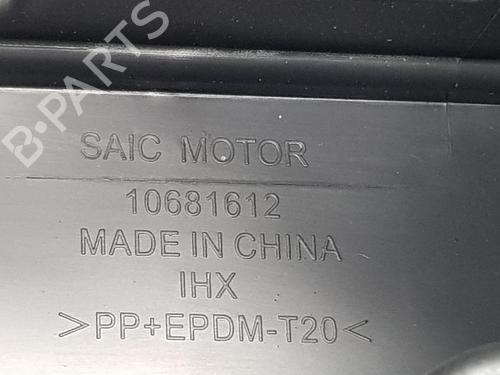 B-PARTS
SAIC MOTOR
10681612
MADE IN CHINA
IHX
>PP+EPDM-T20<